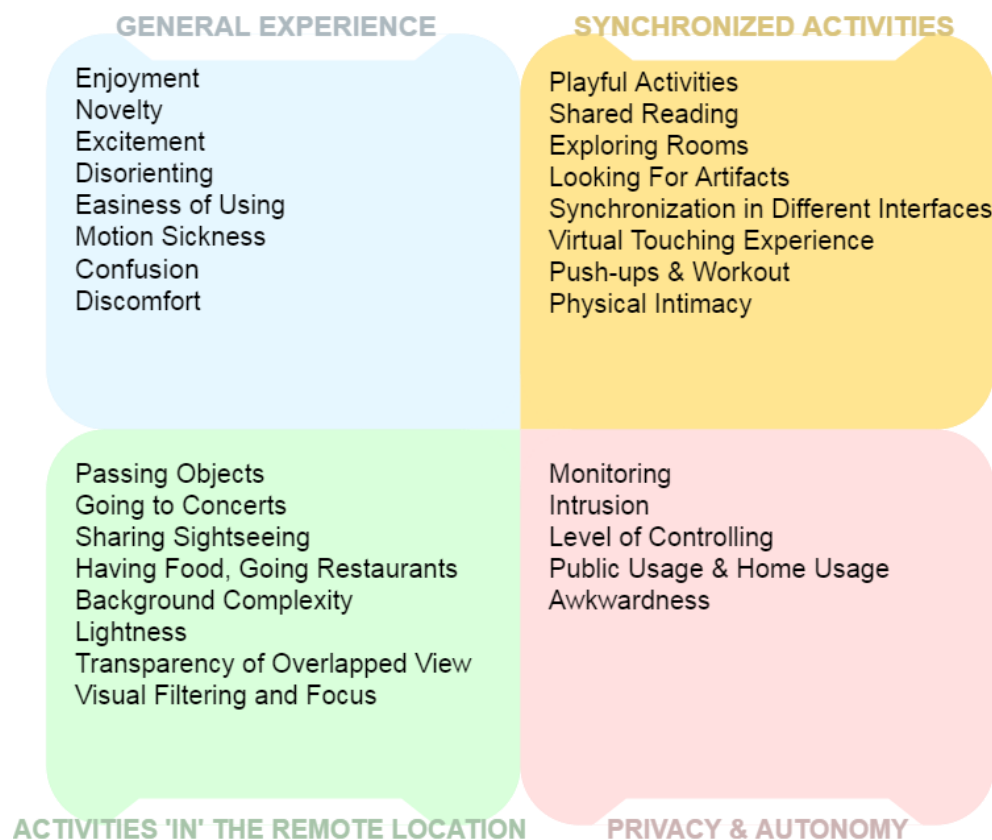 GENERAL EXPERIENCE
Enjoyment
Novelty
Excitement
Disorienting
Easiness of Using
Motion Sickness
Confusion
Discomfort
SYNCHRONIZED ACTIVITIES
Playful Activities
Shared Reading
Exploring Rooms
Looking For Artifacts
Synchronization in Different Interfaces
Virtual Touching Experience
Push-ups & Workout
Physical Intimacy
Passing Objects
Going to Concerts
Sharing Sightseeing
Having Food, Going Restaurants
Background Complexity
Lightness
Transparency of Overlapped View
Visual Filtering and Focus
ACTIVITIES 'IN' THE REMOTE LOCATION
Monitoring
Intrusion
Level of Controlling
Public Usage & Home Usage
Awkwardness
PRIVACY & AUTONOMY